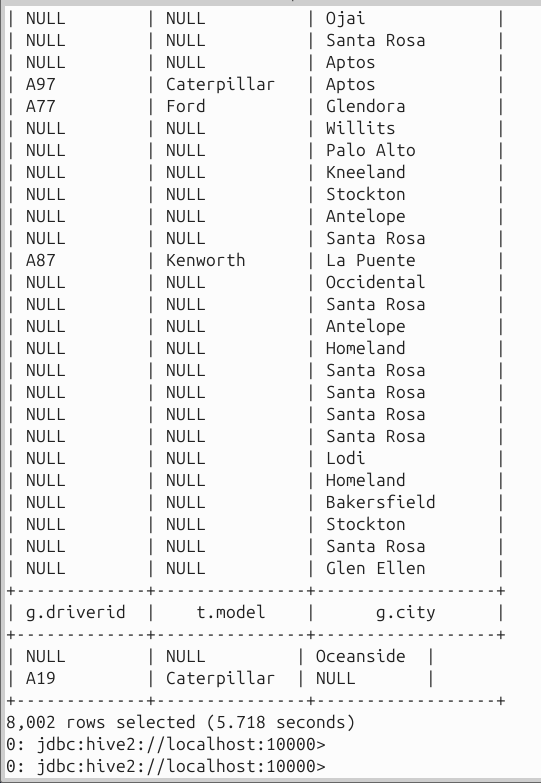 | NULL        | NULL          | Ojai             |
| NULL        | NULL          | Santa Rosa       |
| NULL        | NULL          | Aptos            |
| A97         | Caterpillar   | Aptos            |
| A77         | Ford          | Glendora         |
| NULL        | NULL          | Willits          |
| NULL        | NULL          | Palo Alto        |
| NULL        | NULL          | Kneeland         |
| NULL        | NULL          | Stockton         |
| NULL        | NULL          | Antelope         |
| NULL        | NULL          | Santa Rosa       |
| A87         | Kenworth      | La Puente        |
| NULL        | NULL          | Occidental       |
| NULL        | NULL          | Santa Rosa       |
| NULL        | NULL          | Antelope         |
| NULL        | NULL          | Homeland         |
| NULL        | NULL          | Santa Rosa       |
| NULL        | NULL          | Santa Rosa       |
| NULL        | NULL          | Santa Rosa       |
| NULL        | NULL          | Santa Rosa       |
| NULL        | NULL          | Lodi             |
| NULL        | NULL          | Homeland         |
| NULL        | NULL          | Bakersfield      |
| NULL        | NULL          | Stockton         |
| NULL        | NULL          | Santa Rosa       |
| NULL        | NULL          | Glen Ellen       |
+-------------+---------------+------------------+
| g.driverid  |    t.model    |      g.city      |
+-------------+---------------+------------------+
| NULL        | NULL         | Oceanside  |
| A19         | Caterpillar  | NULL       |
+-------------+---------------+------------------+
8,002 rows selected (5.718 seconds)
0: jdbc:hive2://localhost:10000>
0: jdbc:hive2://localhost:10000>